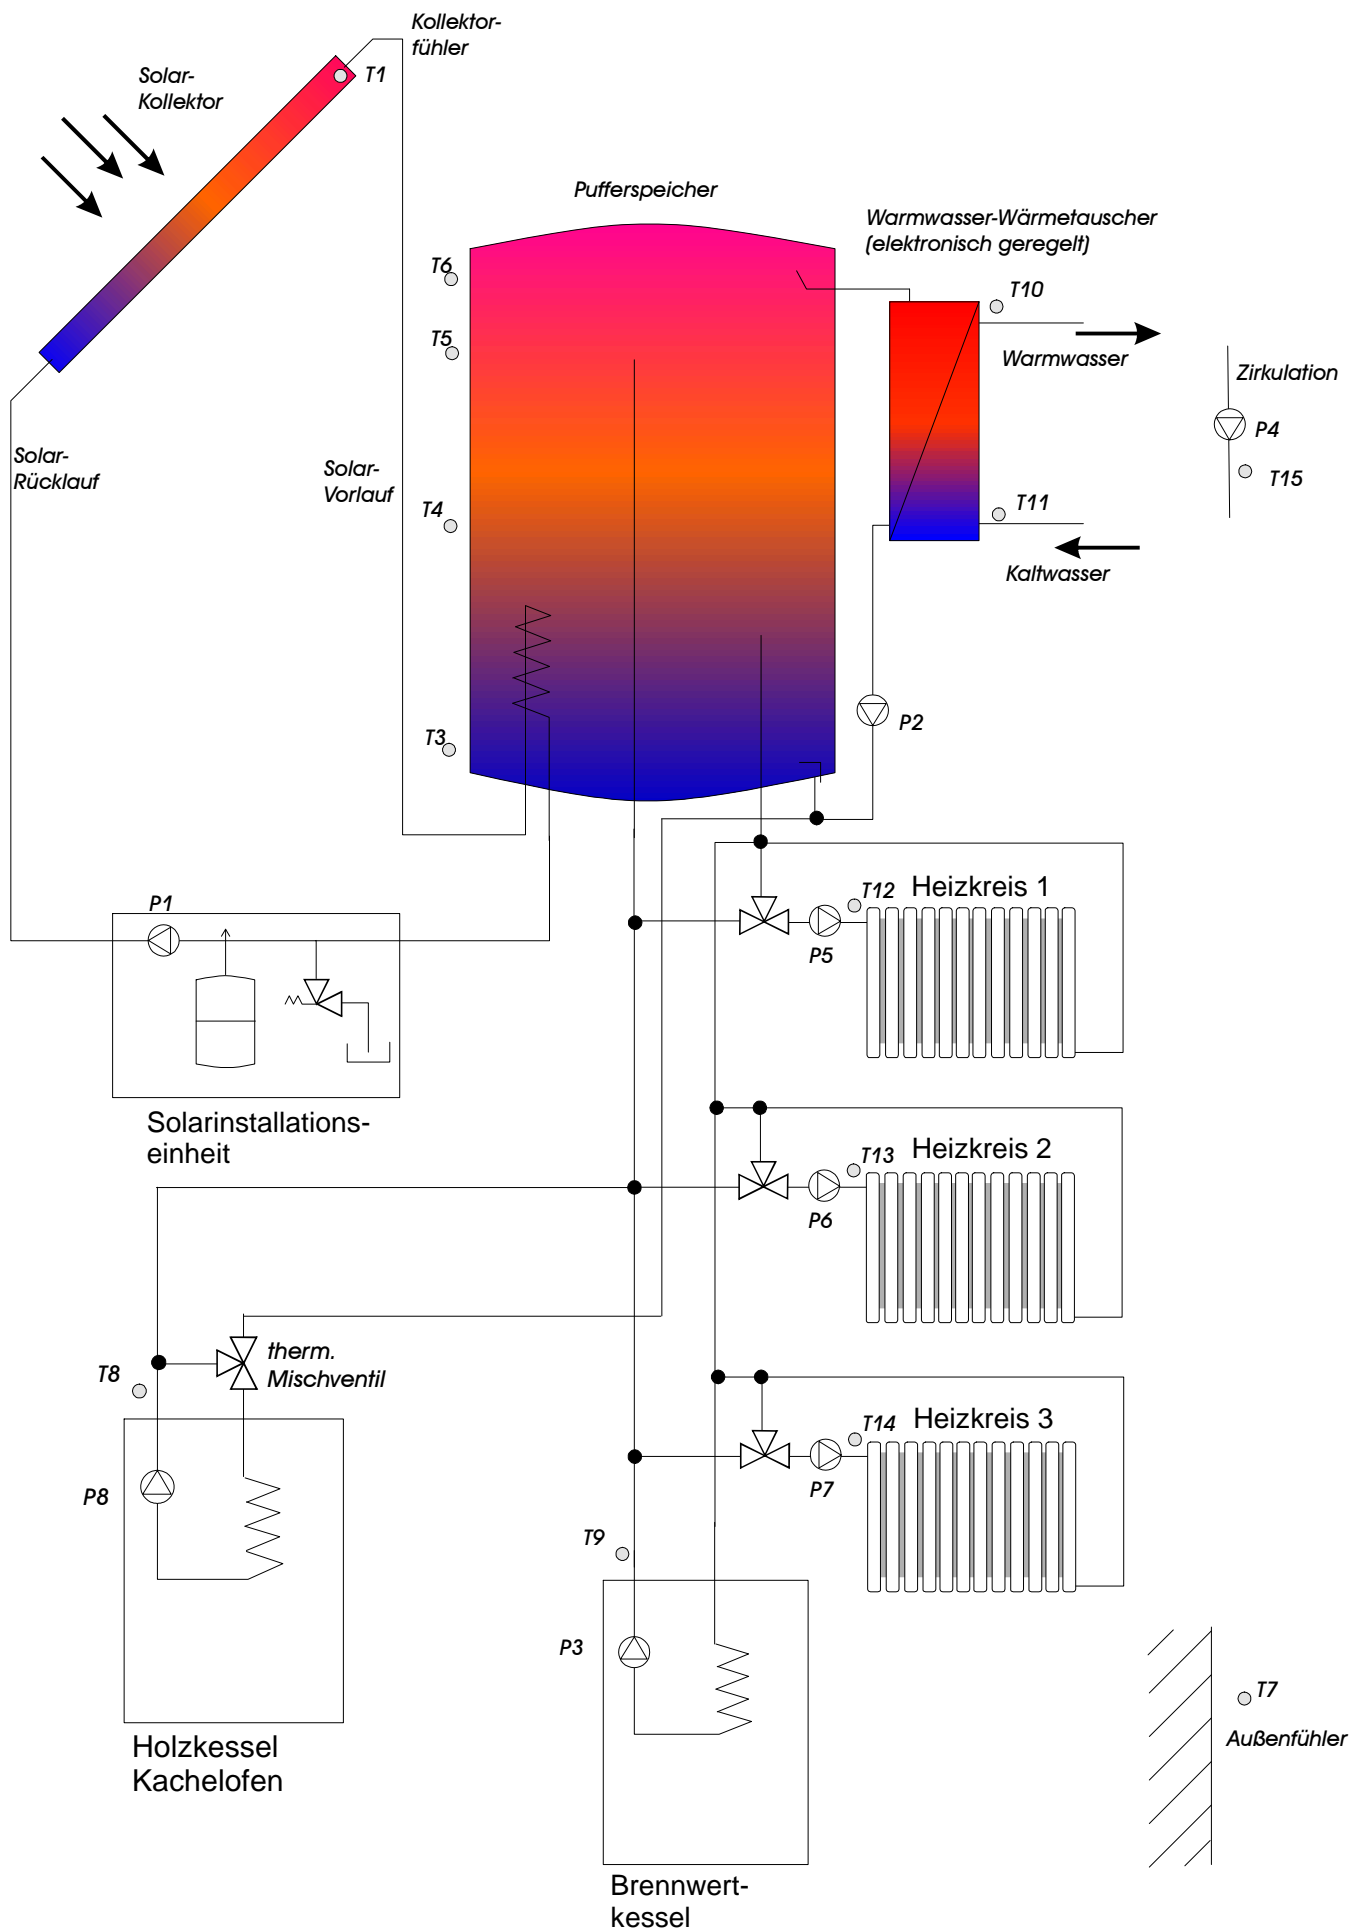 Kollektor-
fühler
Solar-
Kollektor
T1
Pufferspeicher
Warmwasser-Wärmetauscher
(elektronisch geregelt)
T6
T10
T5
Warmwasser
Zirkulation
P4
Solar-
Rücklauf
Solar-
Vorlauf
T15
T4
T11
Kaltwasser
T3
P2
P1
T12
Heizkreis 1
P5
Solarinstallations-
einheit
T13
Heizkreis 2
P6
therm.
Mischventil
T8
T14
Heizkreis 3
P7
P8
T9
P3
T7
Außenfühler
Holzkessel
Kachelofen
Brennwert-
kessel